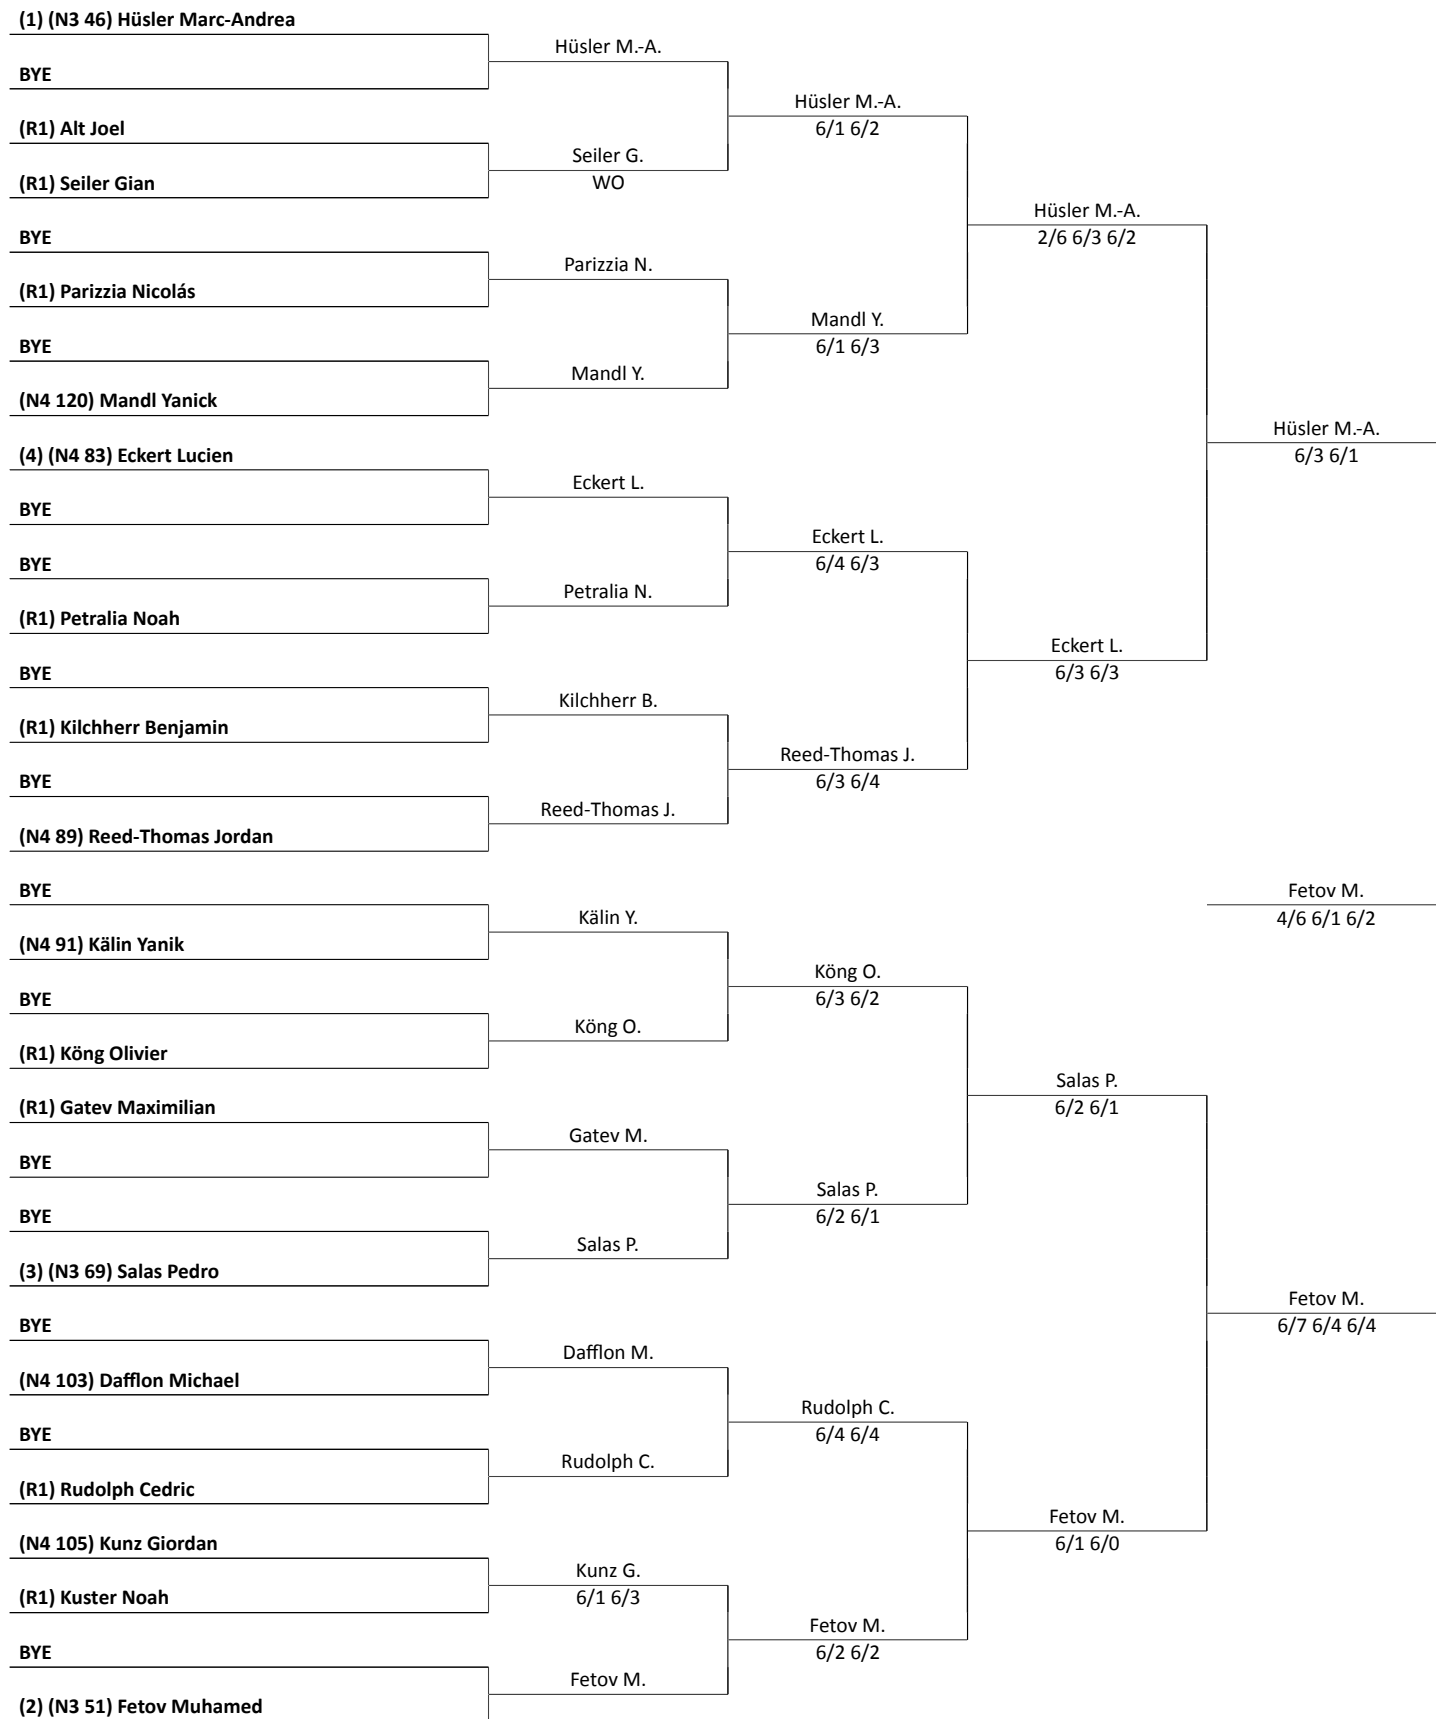 (1) (N3 46) Hüsler Marc-Andrea
Hüsler M.-A.
BYE
Hüsler M.-A.
6/1 6/2
(R1) Alt Joel
Seiler G.
WO
(R1) Seiler Gian
Hüsler M.-A.
2/6 6/3 6/2
BYE
Parizzia N.
(R1) Parizzia Nicolás
Mandl Y.
6/1 6/3
BYE
Mandl Y.
(N4 120) Mandl Yanick
Hüsler M.-A.
6/3 6/1
(4) (N4 83) Eckert Lucien
Eckert L.
BYE
Eckert L.
6/4 6/3
BYE
Petralia N.
(R1) Petralia Noah
Eckert L.
6/3 6/3
BYE
Kilchherr B.
(R1) Kilchherr Benjamin
Reed-Thomas J.
6/3 6/4
BYE
Reed-Thomas J.
(N4 89) Reed-Thomas Jordan
BYE
Fetov M.
4/6 6/1 6/2
Kälin Y.
(N4 91) Kälin Yanik
Köng O.
6/3 6/2
BYE
Köng O.
(R1) Köng Olivier
Salas P.
6/2 6/1
(R1) Gatev Maximilian
Gatev M.
BYE
Salas P.
6/2 6/1
BYE
Salas P.
(3) (N3 69) Salas Pedro
Fetov M.
6/7 6/4 6/4
BYE
Dafflon M.
(N4 103) Dafflon Michael
Rudolph C.
6/4 6/4
BYE
Rudolph C.
(R1) Rudolph Cedric
Fetov M.
6/1 6/0
(N4 105) Kunz Giordan
Kunz G.
6/1 6/3
(R1) Kuster Noah
Fetov M.
6/2 6/2
BYE
Fetov M.
(2) (N3 51) Fetov Muhamed